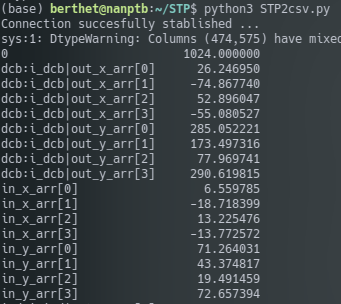 (base) berthet@nanptb:~/STP$ python3 STP2csv.py
Connection succesfully stablished ...
sys:1: DtypeWarning: Columns (474,575) have mixed
0 1024.000000
dcb:i_dcb|out_x_arr[0] 26.246950
dcb:i_dcb|out_x_arr[1] -74.867740
dcb:i_dcb|out_x_arr[2] 52.896047
dcb:i_dcb|out_x_arr[3] -55.080527
dcb:i_dcb|out_y_arr[0] 285.052221
dcb:i_dcb|out_y_arr[1] 173.497316
dcb:i_dcb|out_y_arr[2] 77.969741
dcb:i_dcb|out_y_arr[3] 290.619815
in_x_arr[0] 6.559785
in_x_arr[1] -18.718399
in_x_arr[2] 13.225476
in_x_arr[3] -13.772572
in_y_arr[0] 71.264031
in_y_arr[1] 43.374817
in_y_arr[2] 19.491459
in_y_arr[3] 72.657394